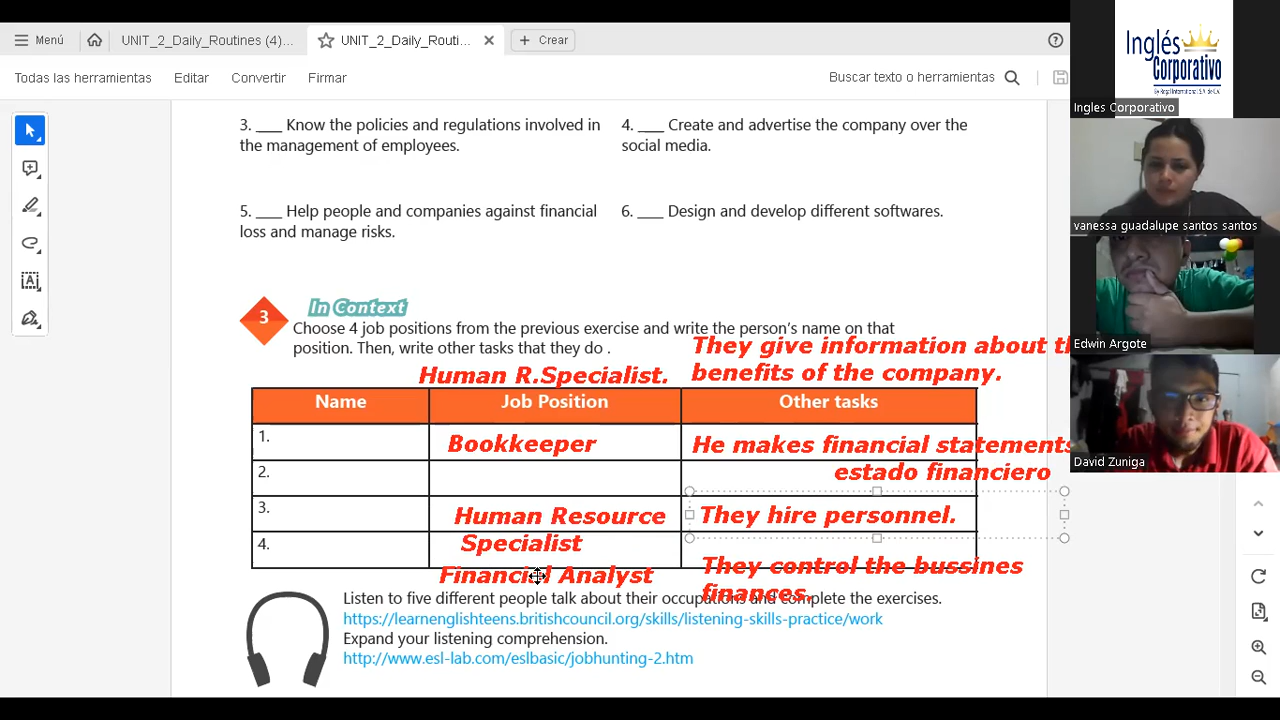 Menú
UNIT_2_Daily_Routines (4)...
UNIT_2_Daily_Routi...
Crear
Todas las herramientas
Editar
Convertir
Firmar
Buscar texto o herramientas
Inglés
Corporativo
Ingles Corporativo
3. ___ Know the policies and regulations involved in
the management of employees.
4. ___ Create and advertise the company over the
social media.
vanessa guadalupe santos santos
5. ___ Help people and companies against financial
loss and manage risks.
6. ___ Design and develop different softwares.
3
In Context
Choose 4 job positions from the previous exercise and write the person's name on that
position. Then, write other tasks that they do .
Edwin Argote
They give information about th
benefits of the company.
Human R.Specialist.
Name
Job Position
Other tasks
1.
Bookkeeper
He makes financial statements
2.
estado financiero
David Zuniga
3.
Human Resource
Specialist
They hire personnel.
4.
Financial Analyst
They control the bussines
finances.
Listen to five different people talk about their occupations and complete the exercises.
https://learnenglishteens.britishcouncil.org/skills/listening-skills-practice/work
Expand your listening comprehension.
http://www.esl-lab.com/eslbasic/jobhunting-2.htm